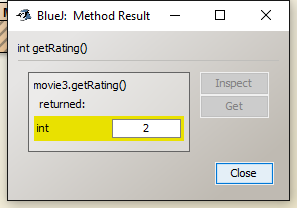 BlueJ: Method Result
int getRating()
movie3.getRating()
returned:
int 2
Inspect
Get
Close